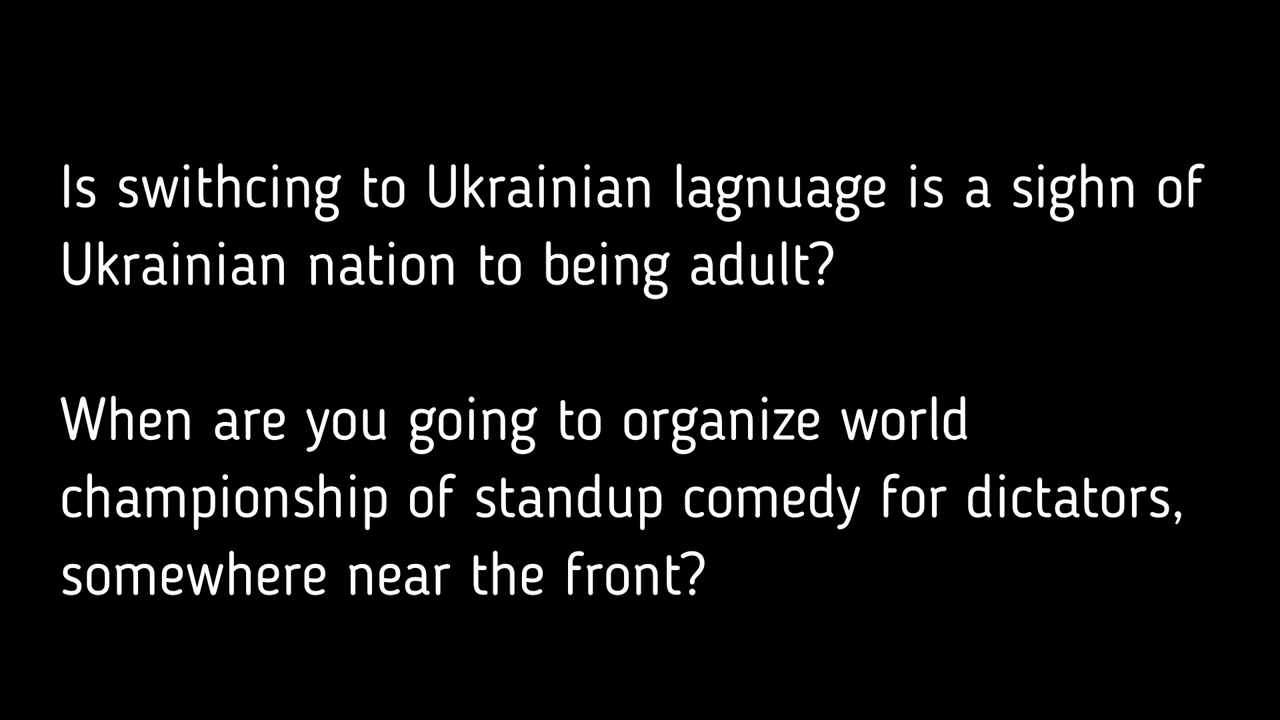 Is swithcing to Ukrainian lagnuage is a sighn of
Ukrainian nation to being adult?
When are you going to organize world
championship of standup comedy for dictators,
somewhere near the front?